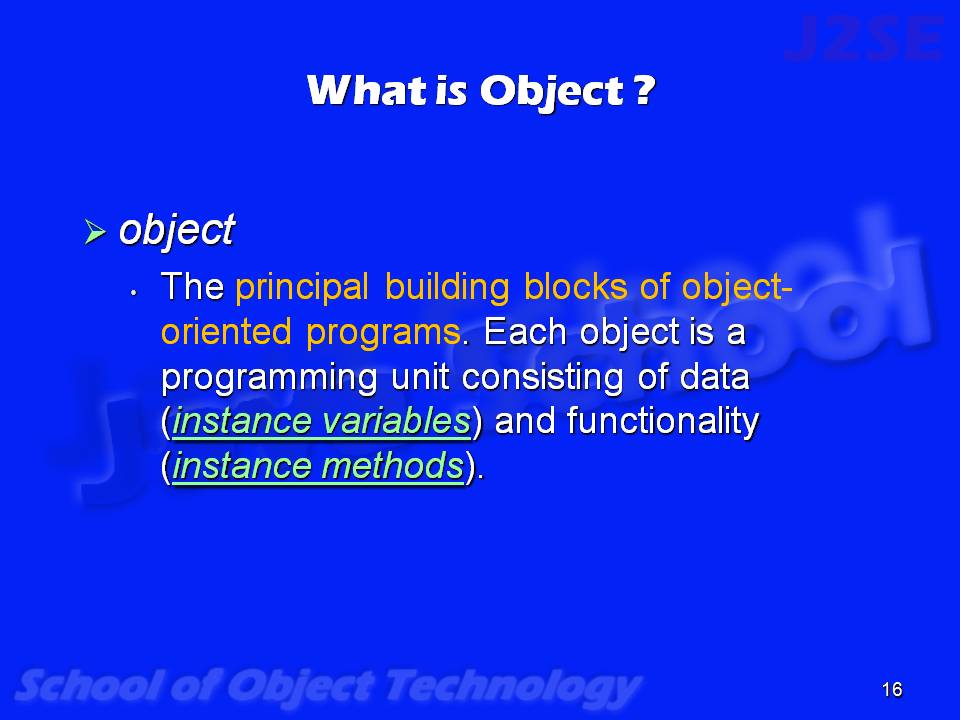 J2SE
What is Object ?
object
The principal building blocks of object-
oriented programs. Each object is a
programming unit consisting of data
(instance variables) and functionality
(instance methods).
School of Object Technology
16